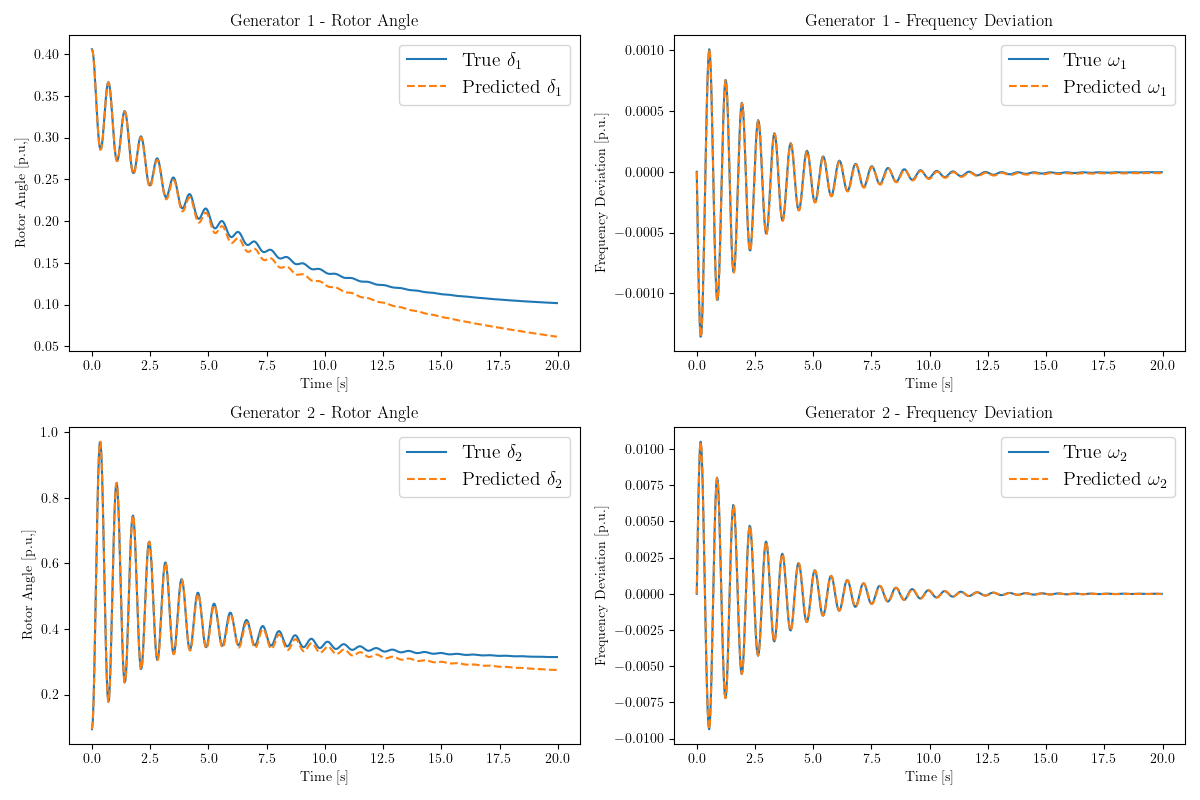 Generator 1 - Rotor Angle
True δ₁
Predicted δ₁
Rotor Angle [p.u.]
0.40
0.35
0.30
0.25
0.20
0.15
0.10
0.05
0.0 2.5 5.0 7.5 10.0 12.5 15.0 17.5 20.0
Time [s]
Generator 1 - Frequency Deviation
True ω₁
Predicted ω₁
Frequency Deviation [p.u.]
0.0010
0.0005
0.0000
−0.0005
−0.0010
0.0 2.5 5.0 7.5 10.0 12.5 15.0 17.5 20.0
Time [s]
Generator 2 - Rotor Angle
True δ₂
Predicted δ₂
Rotor Angle [p.u.]
1.0
0.8
0.6
0.4
0.2
0.0 2.5 5.0 7.5 10.0 12.5 15.0 17.5 20.0
Time [s]
Generator 2 - Frequency Deviation
True ω₂
Predicted ω₂
Frequency Deviation [p.u.]
0.0100
0.0075
0.0050
0.0025
0.0000
−0.0025
−0.0050
−0.0075
−0.0100
0.0 2.5 5.0 7.5 10.0 12.5 15.0 17.5 20.0
Time [s]